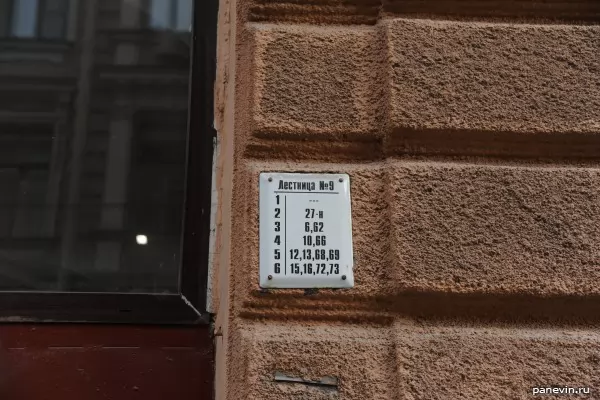 Лестница №9
1 ---
2 27-н
3 6,62
4 10,66
5 12,13,68,69
6 15,16,72,73
panevin.ru